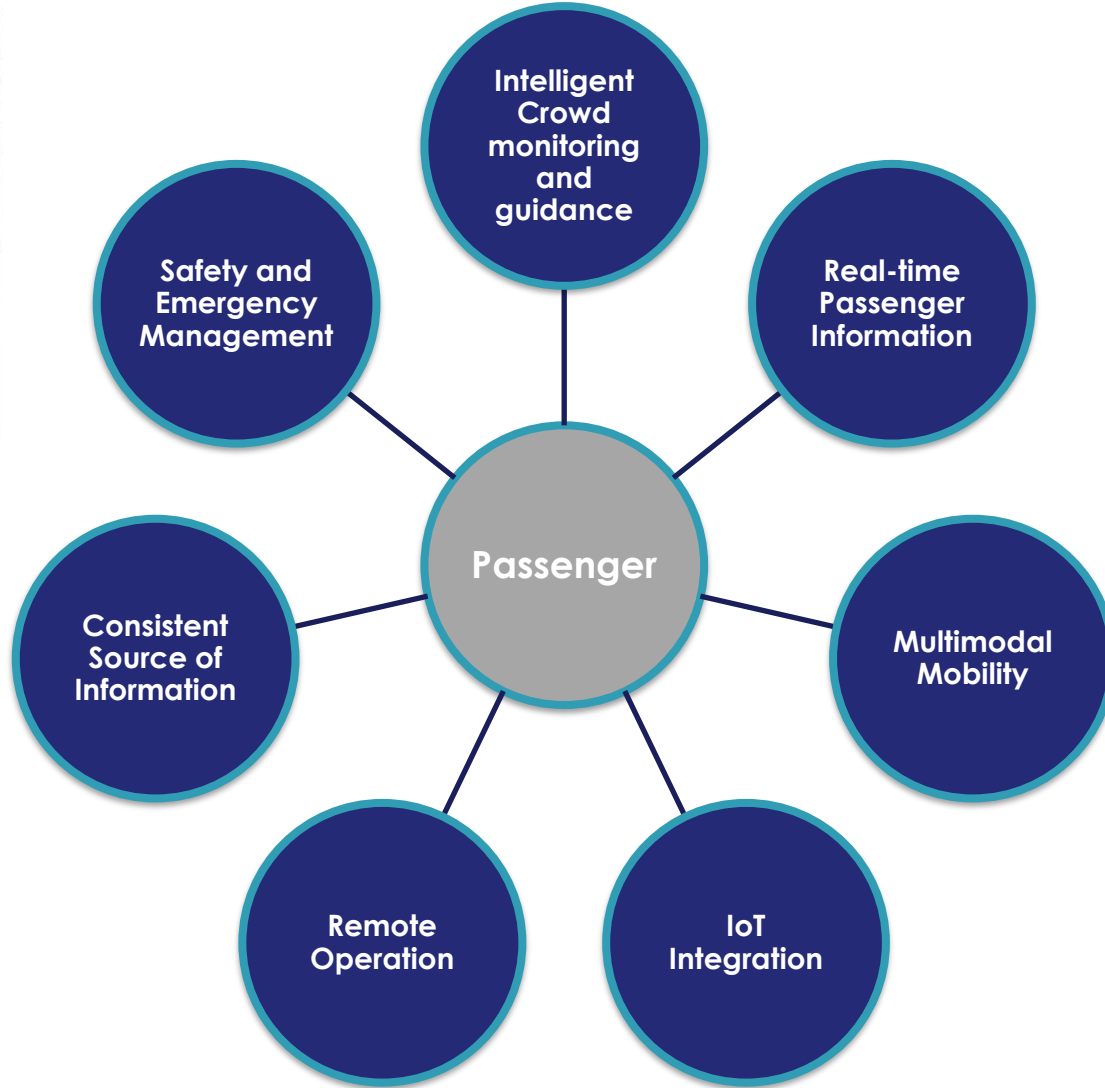 Intelligent
Crowd
monitoring
and
guidance
Safety and
Emergency
Management
Real-time
Passenger
Information
Passenger
Consistent
Source of
Information
Multimodal
Mobility
Remote
Operation
IoT
Integration